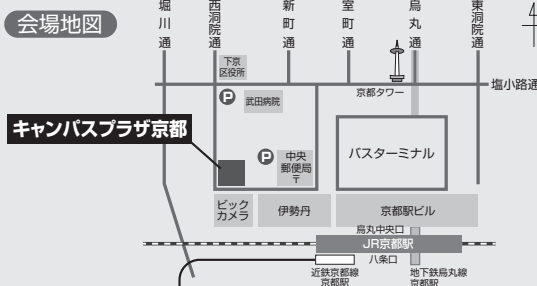 会場地図
堀川通
西洞院通
新町通
室町通
烏丸通
東洞院通
下京
区役所
P
武田病院
京都タワー
塩小路通
キャンパスプラザ京都
P
中央
郵便局
〒
バスターミナル
ビック
カメラ
伊勢丹
京都駅ビル
烏丸中央口
JR京都駅
八条口
近鉄京都線
京都駅
地下鉄烏丸線
京都駅